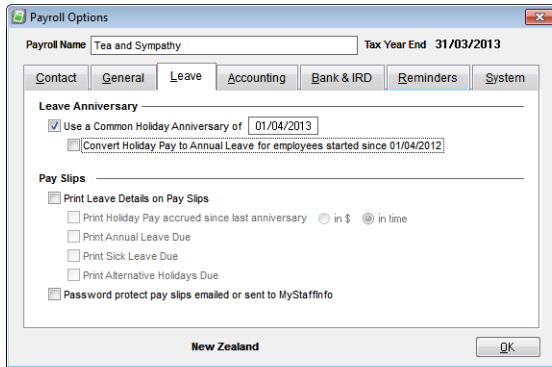 Payroll Options
Payroll Name Tea and Sympathy Tax Year End 31/03/2013
Contact General Leave Accounting Bank & IRD Reminders System
Leave Anniversary
Use a Common Holiday Anniversary of 01/04/2013
Convert Holiday Pay to Annual Leave for employees started since 01/04/2012
Pay Slips
Print Leave Details on Pay Slips
Print Holiday Pay accrued since last anniversary in $ in time
Print Annual Leave Due
Print Sick Leave Due
Print Alternative Holidays Due
Password protect pay slips emailed or sent to MyStaffInfo
New Zealand OK